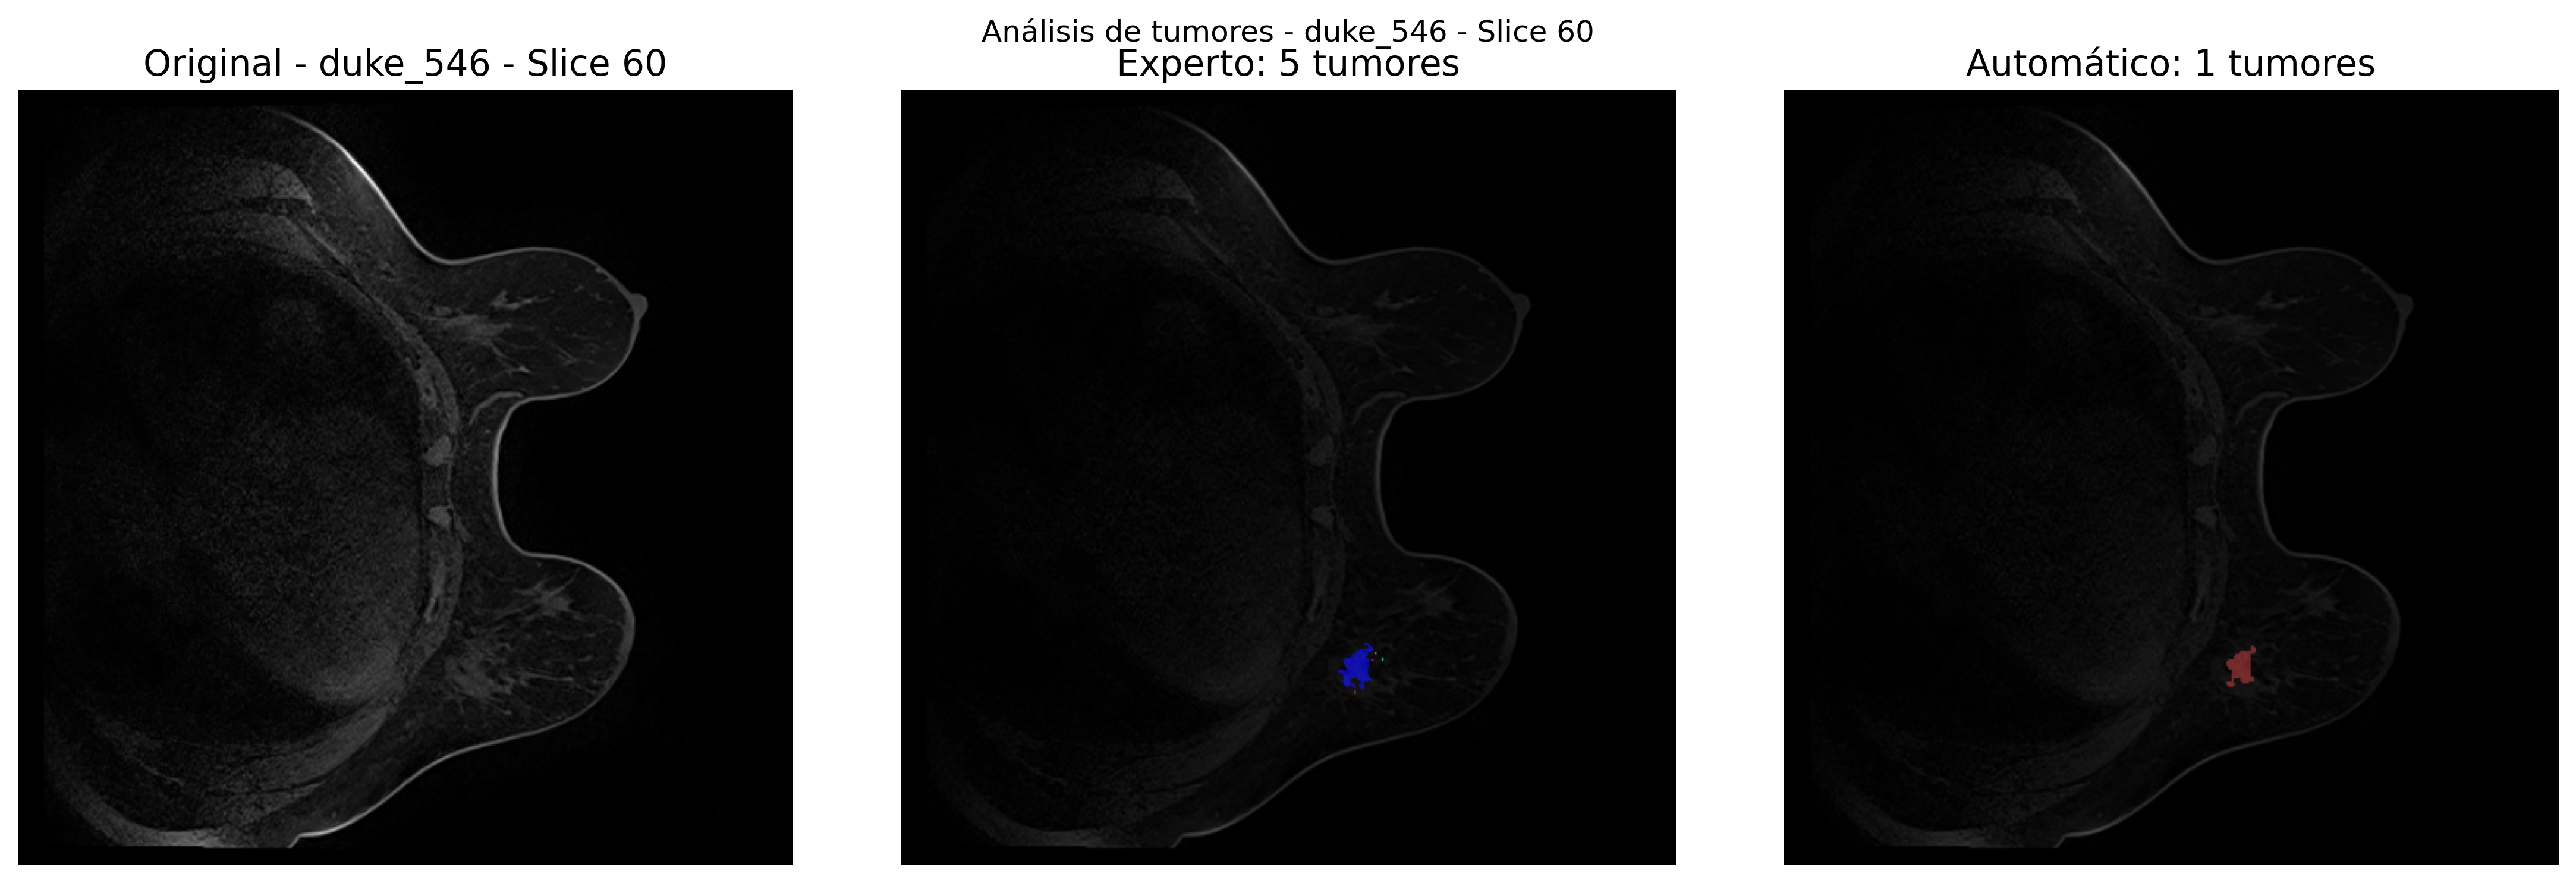 Análisis de tumores - duke_546 - Slice 60
Original - duke_546 - Slice 60
Experto: 5 tumores
Automático: 1 tumores